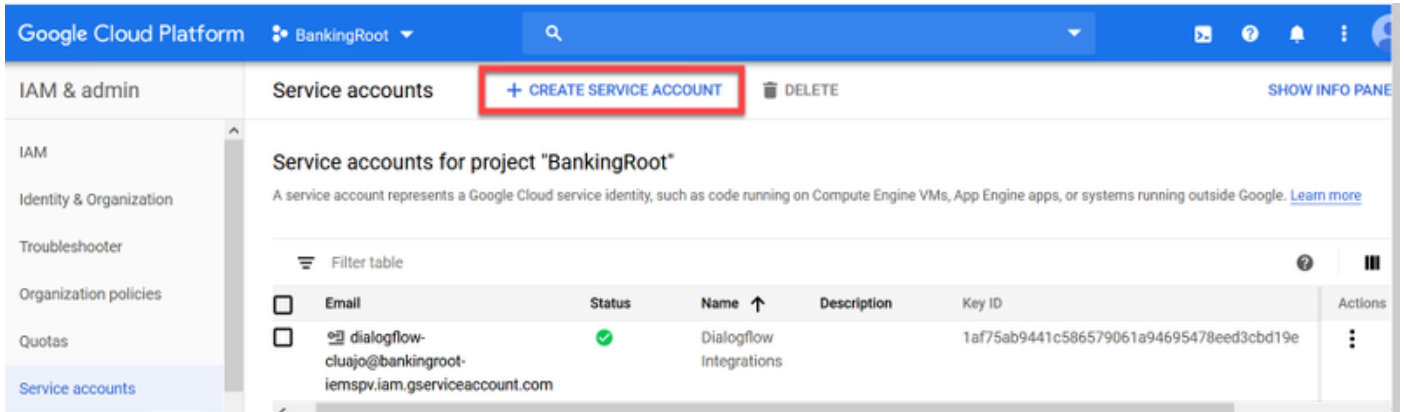 Google Cloud Platform BankingRoot
IAM & admin Service accounts + CREATE SERVICE ACCOUNT DELETE SHOW INFO PANE
IAM
Identity & Organization
Troubleshooter
Organization policies
Quotas
Service accounts
Service accounts for project "BankingRoot"
A service account represents a Google Cloud service identity, such as code running on Compute Engine VMs, App Engine apps, or systems running outside Google. Learn more
Filter table
Email Status Name Description Key ID Actions
dialogflow- Dialogflow 1af75ab9441c586579061a94695478eed3cbd19e
cluajo@bankingroot- Integrations
iemspv.iam.gserviceaccount.com